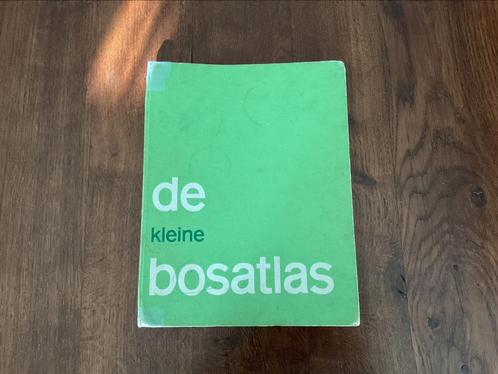 de
kleine
bosatlas